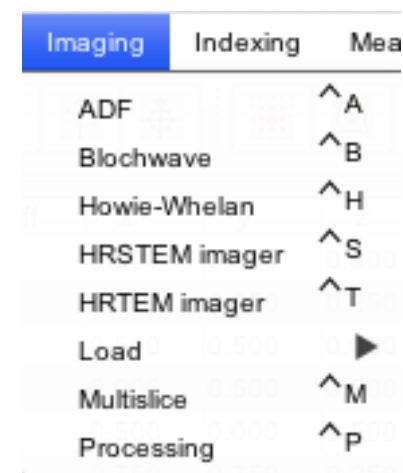 Imaging Indexing Mea
ADF ^A
Blochwave ^B
Howie-Whelan ^H
HRSTEM imager ^S
HRTEM imager ^T
Load ▶
Multislice ^M
Processing ^P